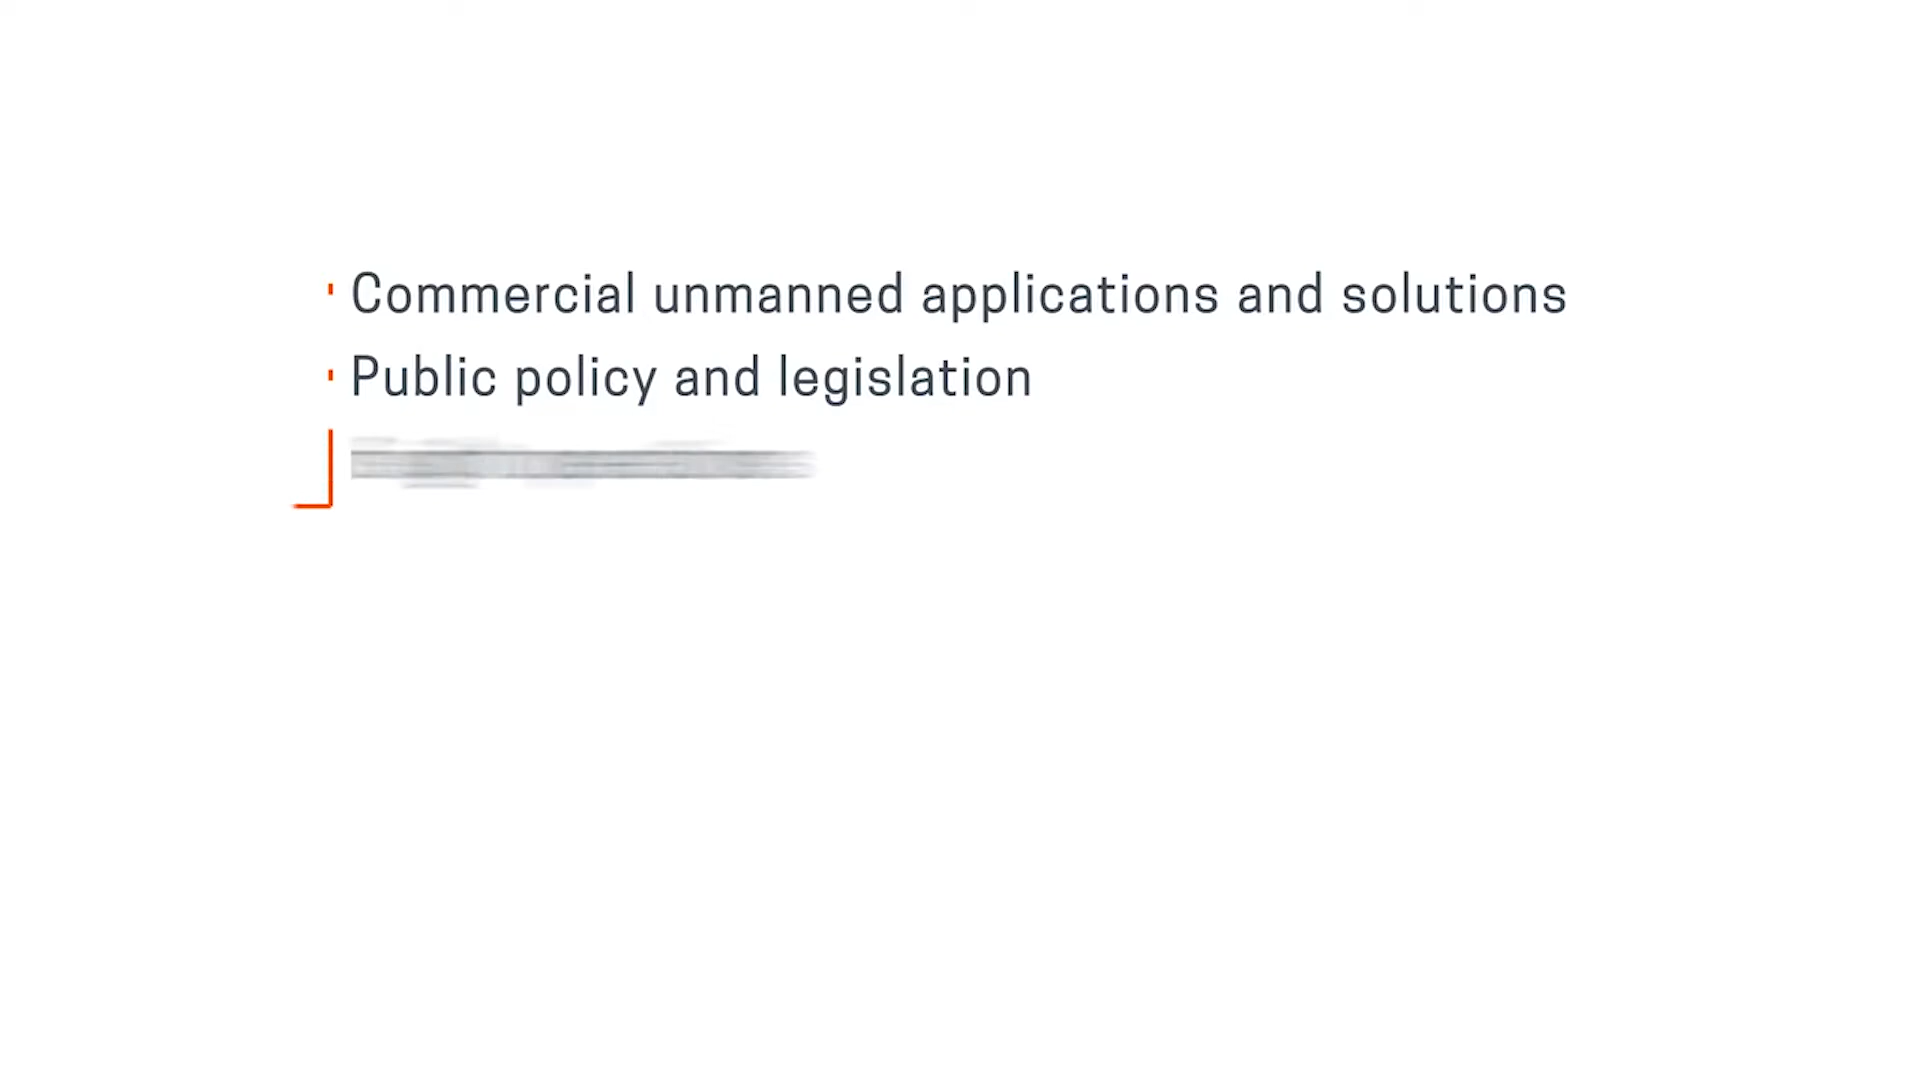 Commercial unmanned applications and solutions
Public policy and legislation